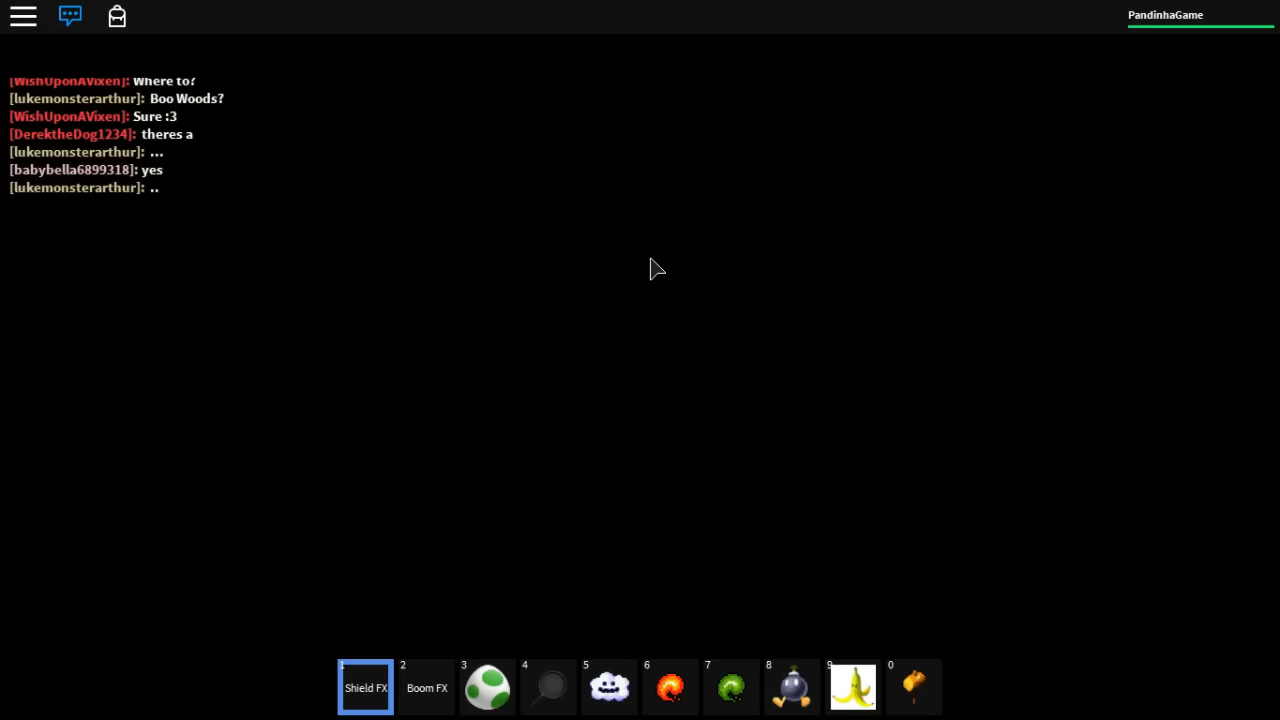 PandinhaGame
[WishUponAVixen]: Where to?
[lukemonsterarthur]: Boo Woods?
[WishUponAVixen]: Sure :3
[DerektheDog1234]: theres a
[lukemonsterarthur]: ...
[babybella6899318]: yes
[lukemonsterarthur]: ..
1 2 3 4 5 6 7 8 9 0
Shield FX Boom FX